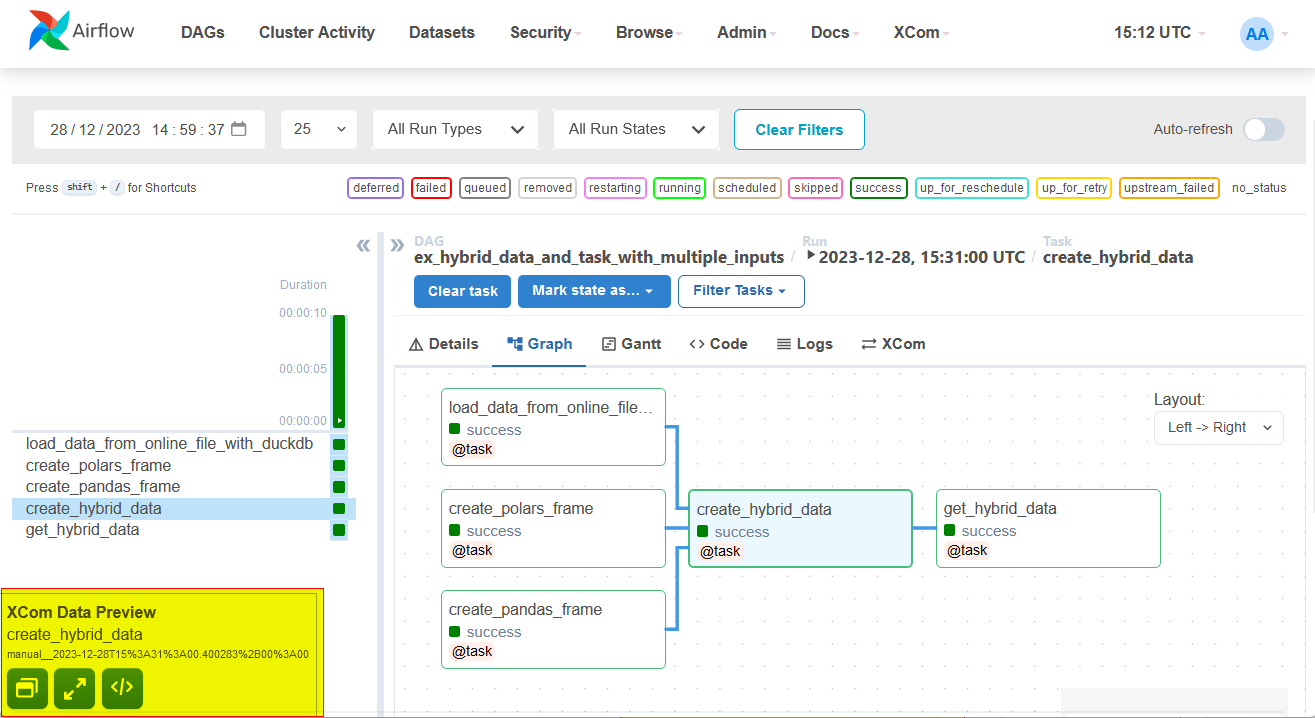 Airflow DAGs Cluster Activity Datasets Security Browse Admin Docs XCom 15:12 UTC AA
28 / 12 / 2023 14 : 59 : 37 25 All Run Types All Run States Clear Filters Auto-refresh
Press shift + / for Shortcuts deferred failed queued removed restarting running scheduled skipped success up_for_reschedule up_for_retry upstream_failed no_status
DAG Run Task
ex_hybrid_data_and_task_with_multiple_inputs / 2023-12-28, 15:31:00 UTC / create_hybrid_data
Clear task Mark state as... Filter Tasks
Details Graph Gantt Code Logs XCom
Duration
00:00:10
00:00:05
00:00:00
load_data_from_online_file_with_duckdb
create_polars_frame
create_pandas_frame
create_hybrid_data
get_hybrid_data
load_data_from_online_file...
success
@task
create_polars_frame
success
@task
create_pandas_frame
success
@task
create_hybrid_data
success
@task
get_hybrid_data
success
@task
Layout:
Left -> Right
XCom Data Preview
create_hybrid_data
manual__2023-12-28T15%3A31%3A00.400283%2B00%3A00